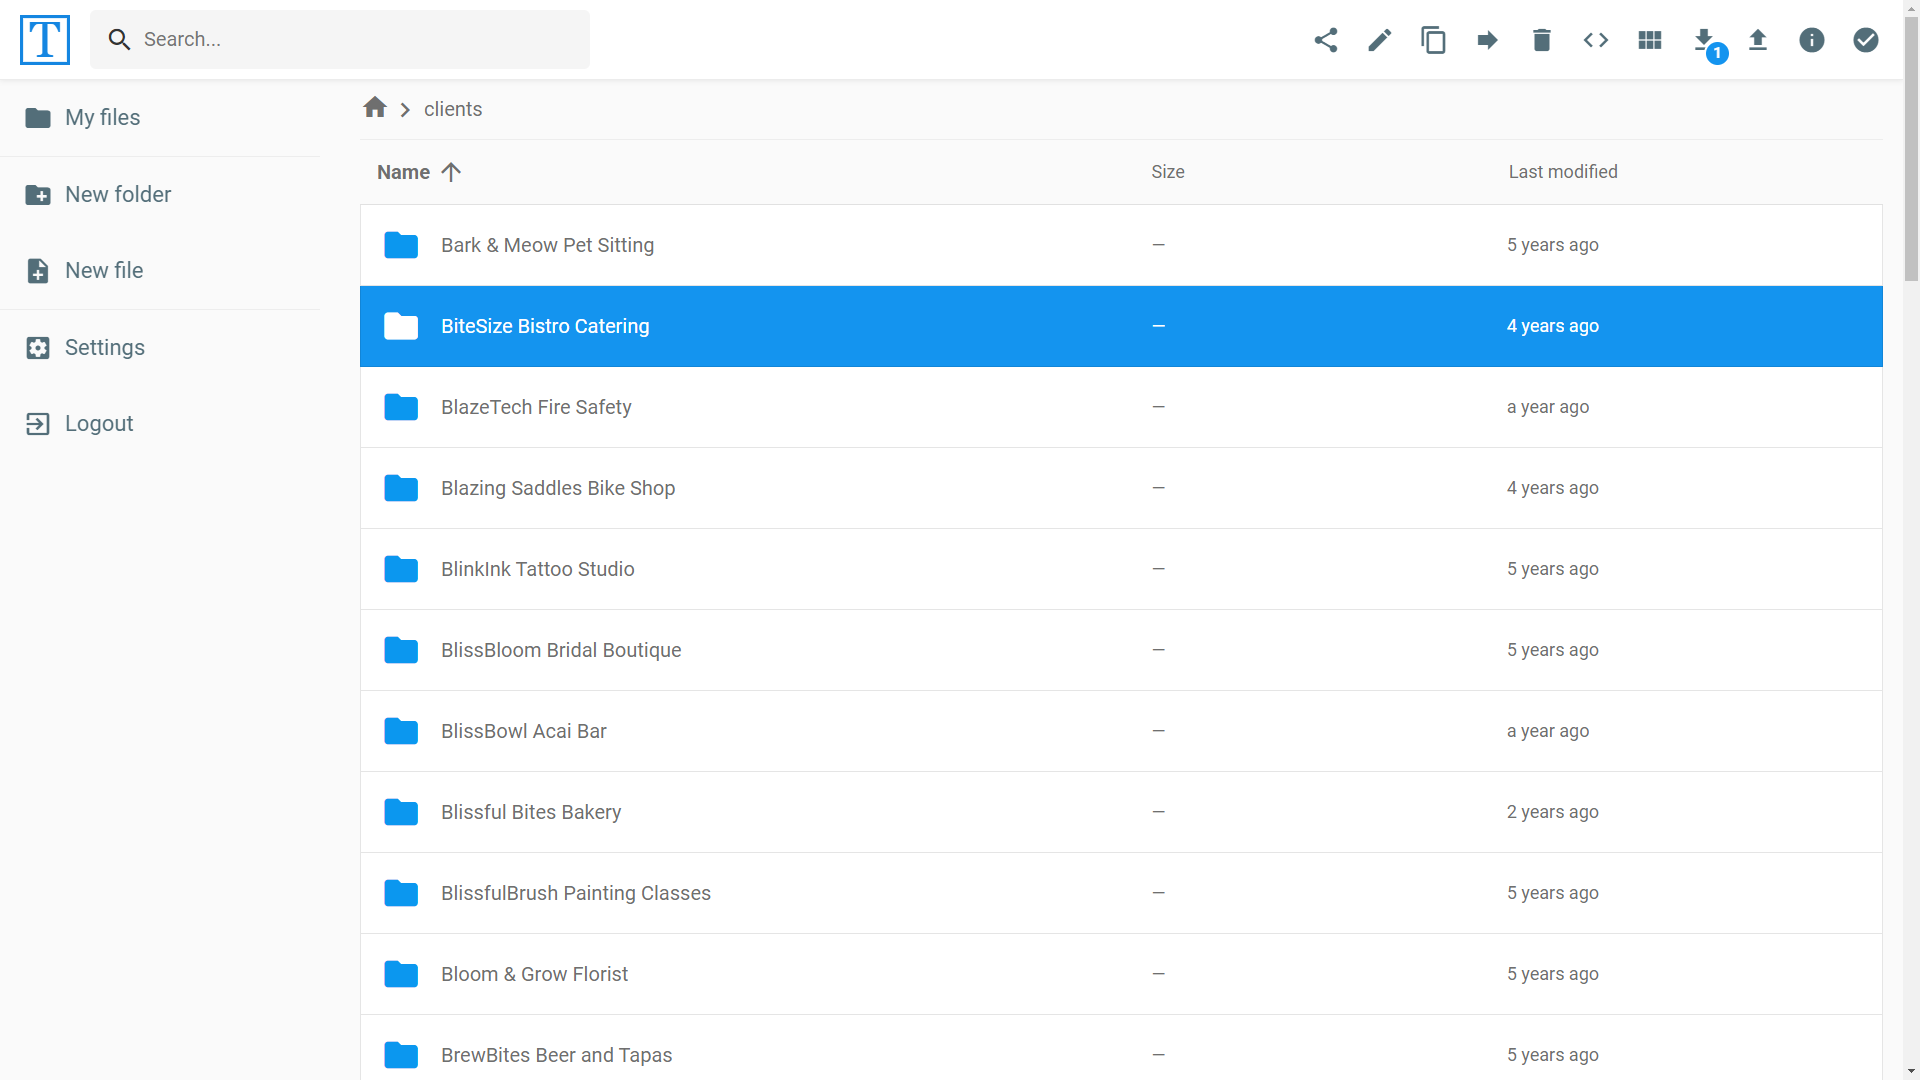 T
Search...
1
My files
New folder
New file
Settings
Logout
clients
Name Size Last modified
Bark & Meow Pet Sitting — 5 years ago
BiteSize Bistro Catering — 4 years ago
BlazeTech Fire Safety — a year ago
Blazing Saddles Bike Shop — 4 years ago
BlinkInk Tattoo Studio — 5 years ago
BlissBloom Bridal Boutique — 5 years ago
BlissBowl Acai Bar — a year ago
Blissful Bites Bakery — 2 years ago
BlissfulBrush Painting Classes — 5 years ago
Bloom & Grow Florist — 5 years ago
BrewBites Beer and Tapas — 5 years ago